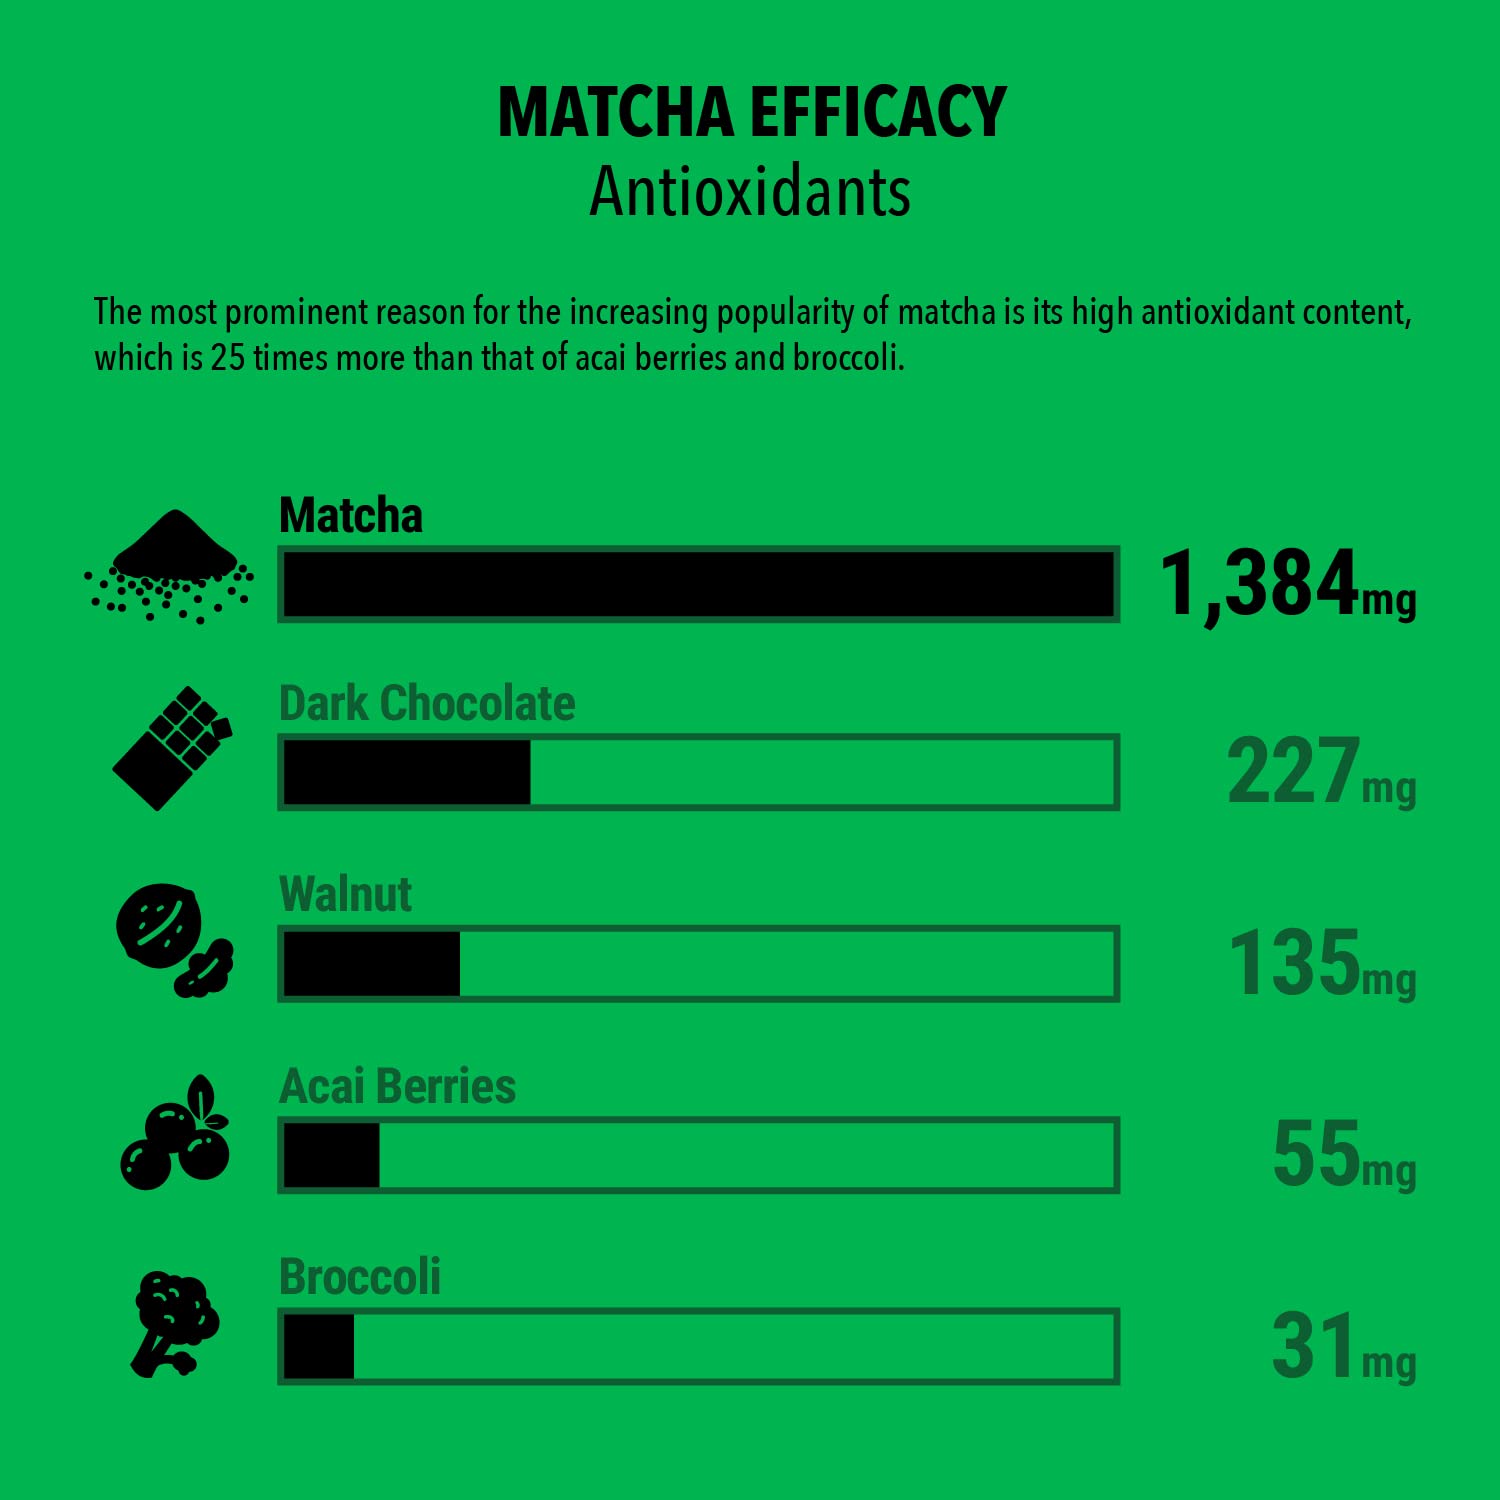 MATCHA EFFICACY
Antioxidants
The most prominent reason for the increasing popularity of matcha is its high antioxidant content,
which is 25 times more than that of acai berries and broccoli.
Matcha
1,384mg
Dark Chocolate
227mg
Walnut
135mg
Acai Berries
55mg
Broccoli
31mg